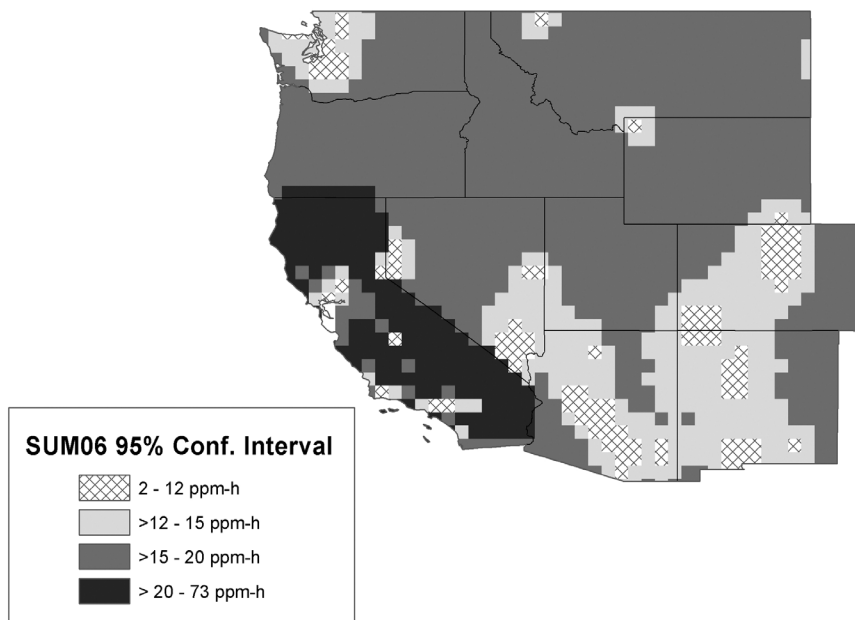 SUM06 95% Conf. Interval
2 - 12 ppm-h
>12 - 15 ppm-h
>15 - 20 ppm-h
> 20 - 73 ppm-h